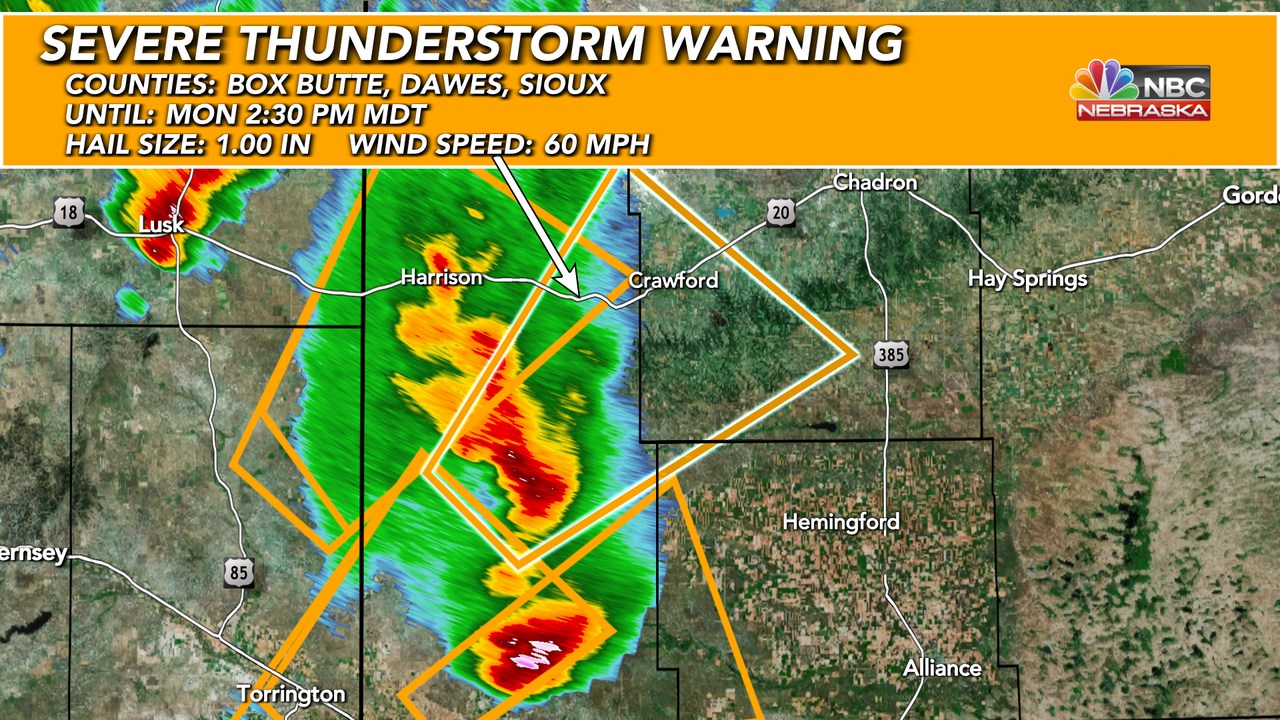 SEVERE THUNDERSTORM WARNING
COUNTIES: BOX BUTTE, DAWES, SIOUX
UNTIL: MON 2:30 PM MDT
HAIL SIZE: 1.00 IN WIND SPEED: 60 MPH
NBC
NEBRASKA
Chadron
18
20
Gord
Lusk
Harrison
Crawford
Hay Springs
385
Hemingford
ernsey
85
Alliance
Torrington